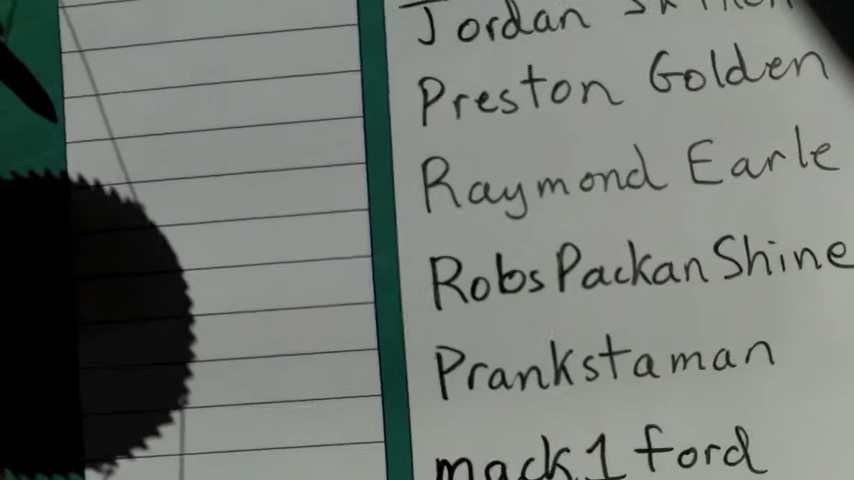 Jordan
Preston Golden
Raymond Earle
RobsPackanShine
Prankstaman
mack1ford